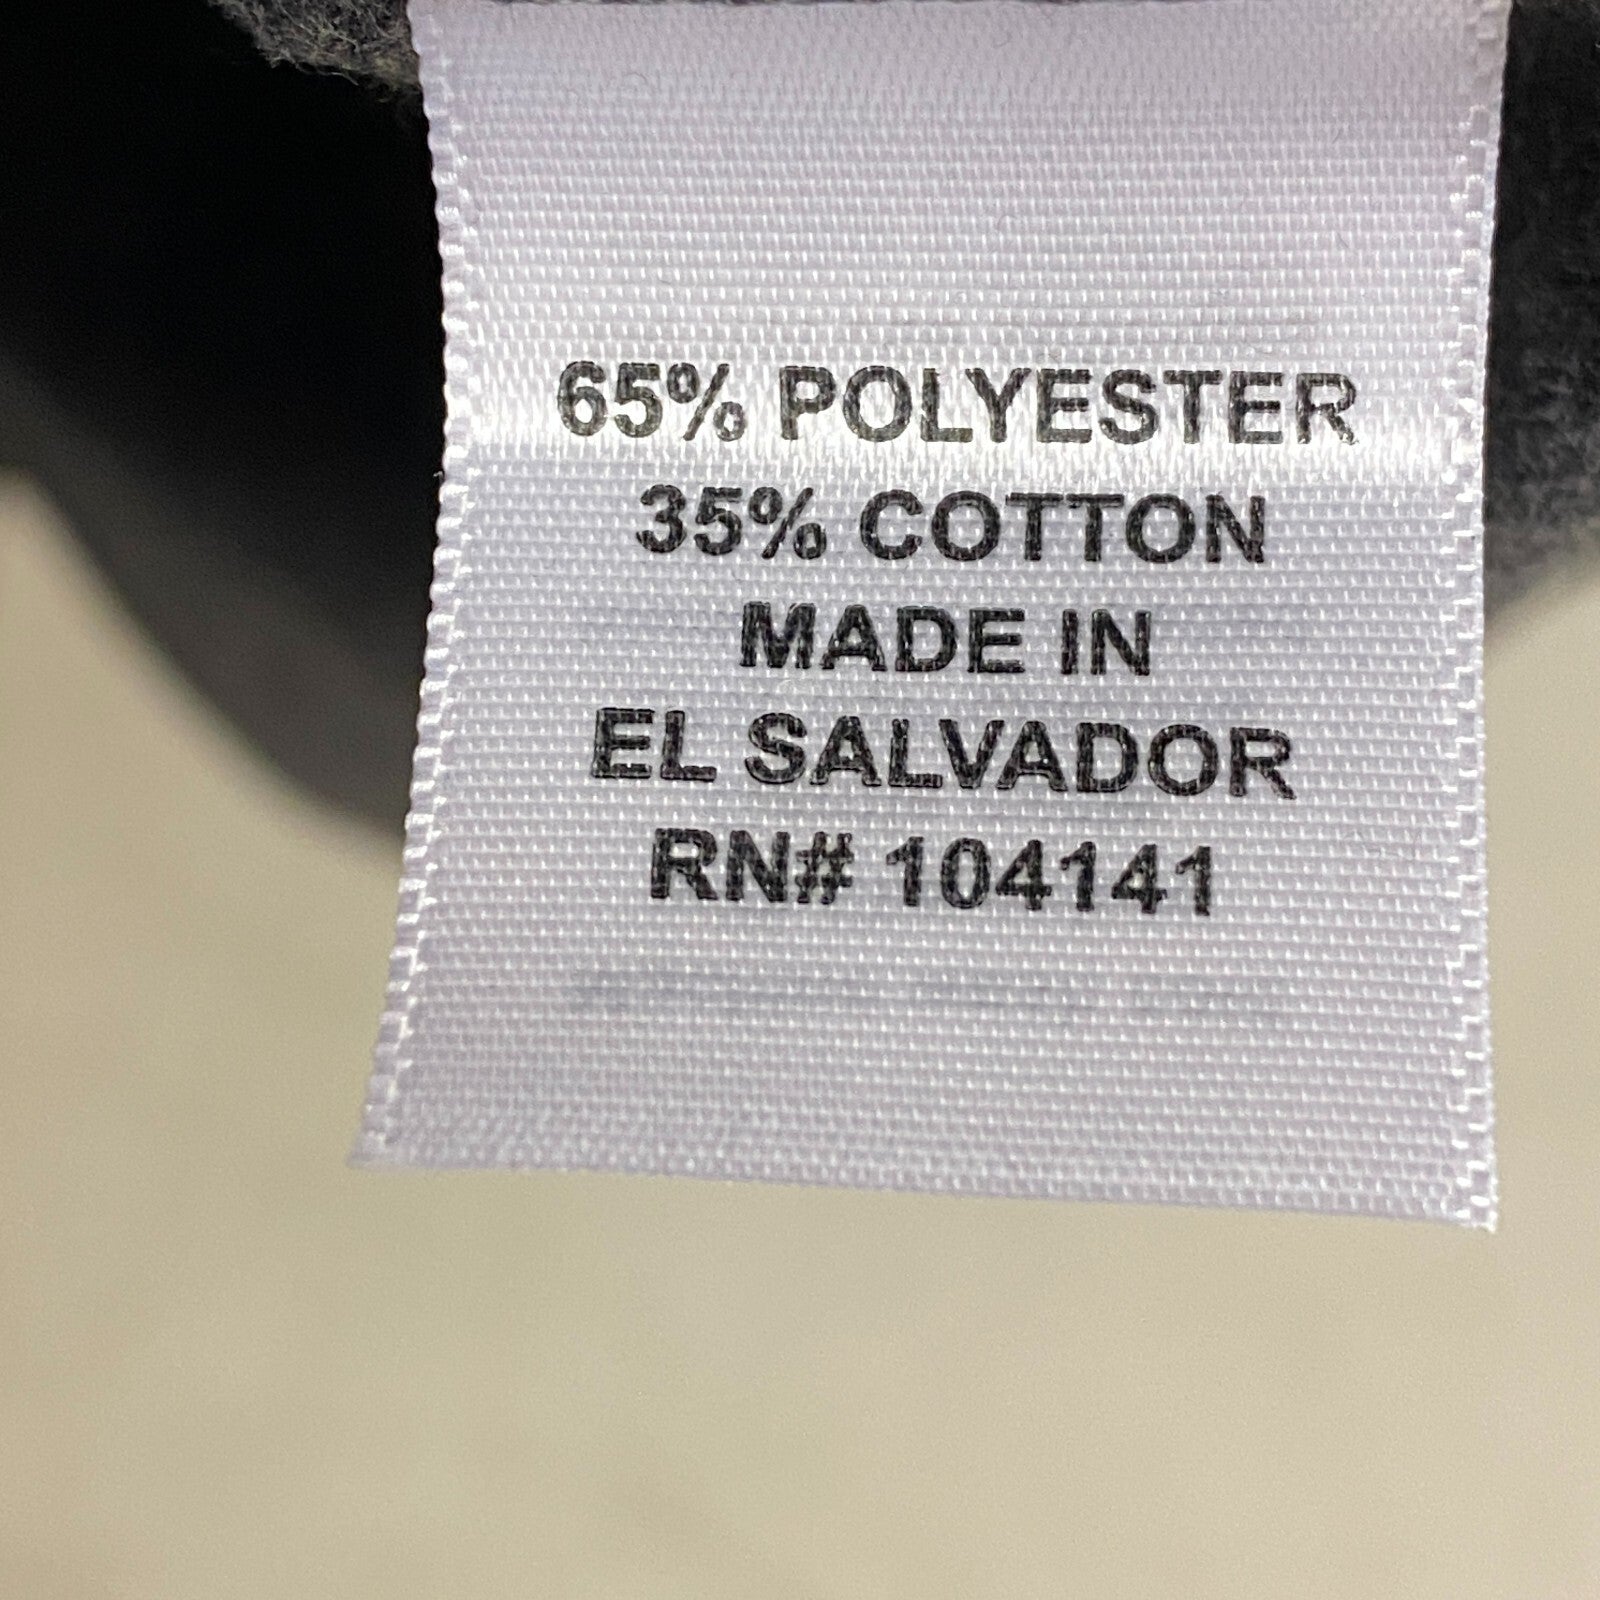 65% POLYESTER
35% COTTON
MADE IN
EL SALVADOR
RN# 104141